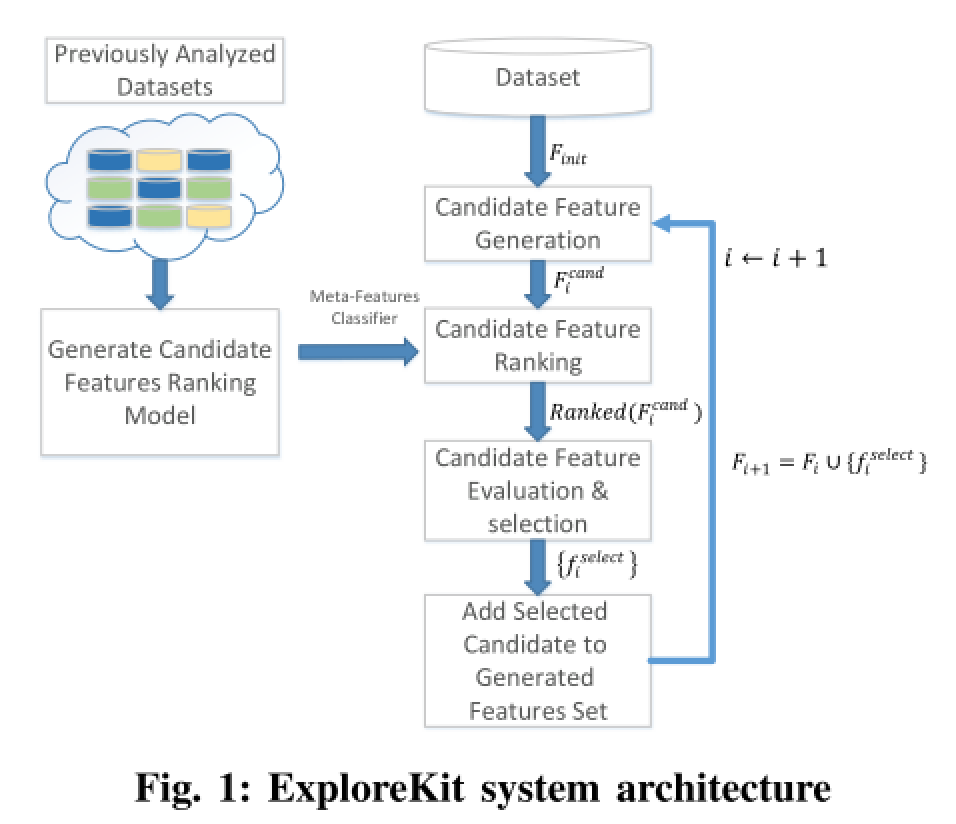 Previously Analyzed
Datasets
Generate Candidate
Features Ranking
Model
Meta-Features
Classifier
Dataset
F_{init}
Candidate Feature
Generation
F_i^{cand}
Candidate Feature
Ranking
Ranked(F_i^{cand})
Candidate Feature
Evaluation &
selection
{f_i^{select}}
Add Selected
Candidate to
Generated
Features Set
i ← i + 1
F_{i+1} = F_i ∪ {f_i^{select}}
Fig. 1: ExploreKit system architecture